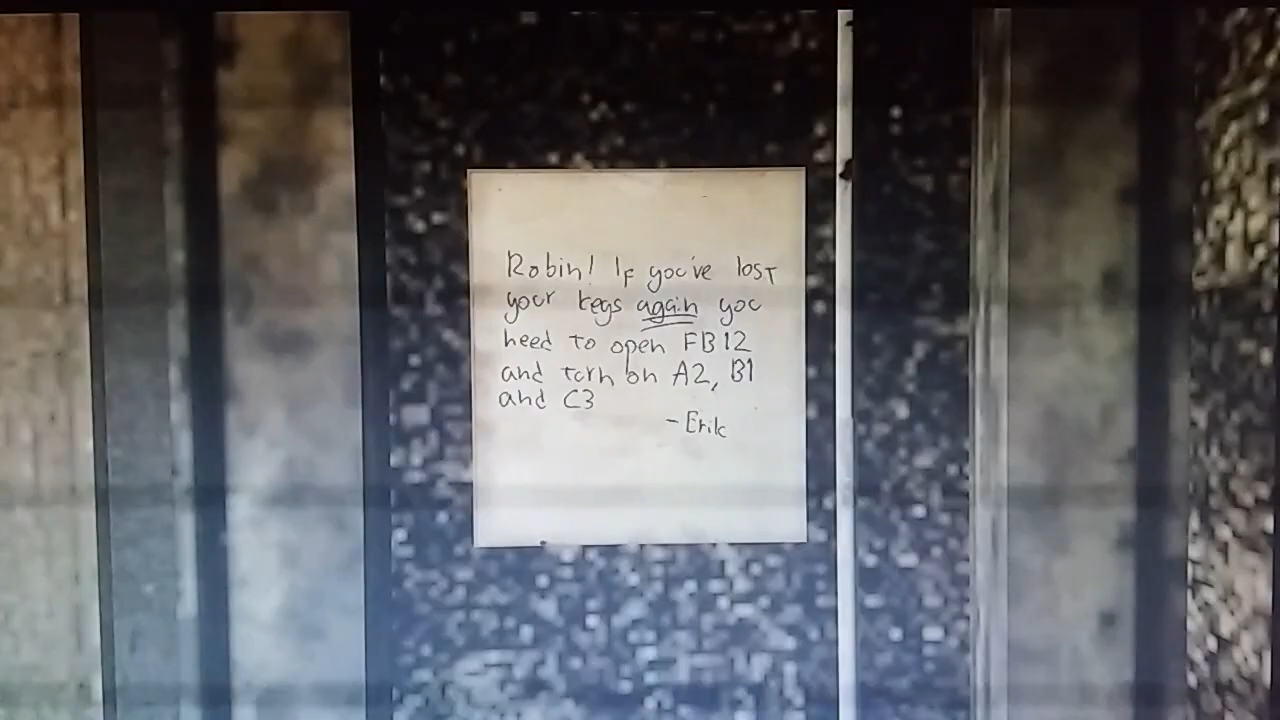 Robin! If you've lost
your keys again you
need to open FB12
and turn on A2, B1
and C3
- Erik